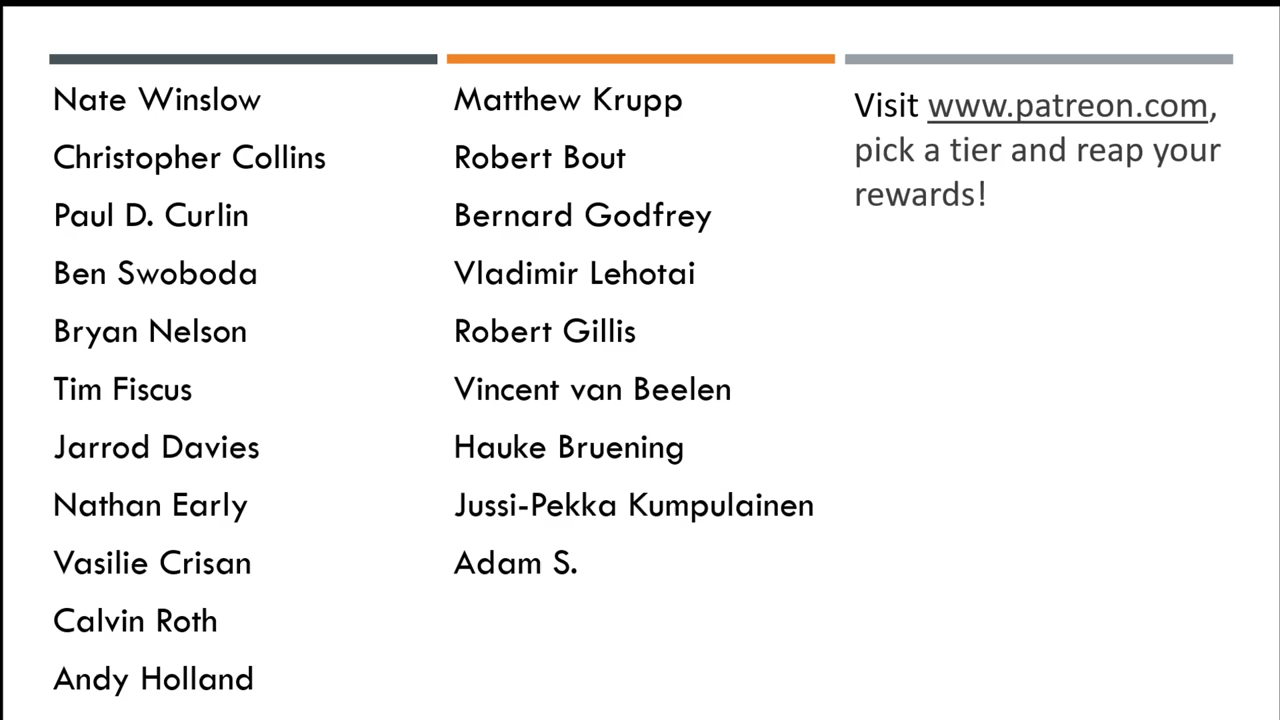 Nate Winslow
Christopher Collins
Paul D. Curlin
Ben Swoboda
Bryan Nelson
Tim Fiscus
Jarrod Davies
Nathan Early
Vasilie Crisan
Calvin Roth
Andy Holland
Matthew Krupp
Robert Bout
Bernard Godfrey
Vladimir Lehotai
Robert Gillis
Vincent van Beelen
Hauke Bruening
Jussi-Pekka Kumpulainen
Adam S.
Visit www.patreon.com,
pick a tier and reap your
rewards!